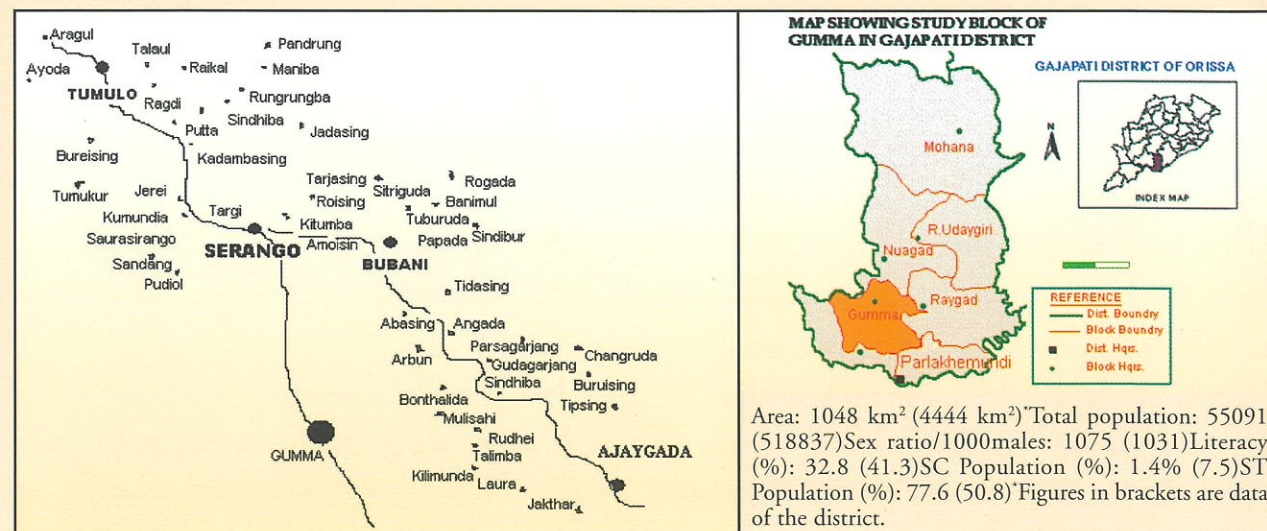 Aragul
Talaul
Pandrung
Ayoda
Raikal
Maniba
TUMULO
Ragdi
Rungrungba
Putta
Sindhiba
Jadasing
Bureising
Kadambasing
Tumukur
Jerei
Tarjasing
Sitriguda
Rogada
Roising
Banimul
Kumundia
Targi
Kitumba
Tuburuda
Saurasirango
SERANGO
Amoisin
Papada
Sindibur
Sandang
BUBANI
Pudiol
Tidasing
Abasing
Angada
Arbun
Parsagarjang
Changruda
Gudagarjang
Sindhiba
Buruising
Bonthalida
Tipsing
Mulisahi
Rudhei
GUMMA
Talimba
AJAYGADA
Kilimunda
Laura
Jakthar
MAP SHOWING STUDY BLOCK OF
GUMMA IN GAJAPATI DISTRICT
GAJAPATI DISTRICT OF ORISSA
N
INDEX MAP
Mohana
R.Udaygiri
Nuagad
Gumma
Raygad
Parlakhemundi
REFERENCE
Dist. Boundry
Block Boundry
Dist. Hqrs.
Block Hqrs.
Area: 1048 km² (4444 km²)*Total population: 55091
(518837)Sex ratio/1000males: 1075 (1031)Literacy
(%): 32.8 (41.3)SC Population (%): 1.4% (7.5)ST
Population (%): 77.6 (50.8)*Figures in brackets are data
of the district.